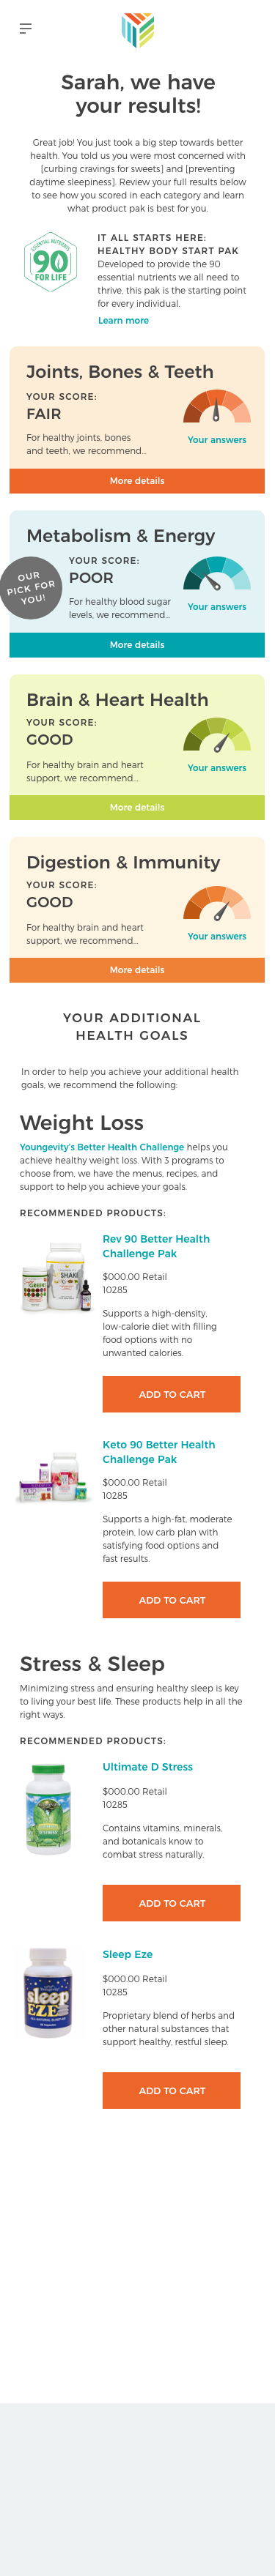 Sarah, we have
your results!
Great job! You just took a big step towards better
health. You told us you were most concerned with
[curbing cravings for sweets] and [preventing
daytime sleepiness]. Review your full results below
to see how you scored in each category and learn
what product pak is best for you.
ESSENTIAL NUTRIENTS
90
FOR LIFE
IT ALL STARTS HERE:
HEALTHY BODY START PAK
Developed to provide the 90
essential nutrients we all need to
thrive, this pak is the starting point
for every individual.
Learn more
Joints, Bones & Teeth
YOUR SCORE:
FAIR
For healthy joints, bones
and teeth, we recommend...
Your answers
More details
Metabolism & Energy
OUR
PICK FOR
YOU!
YOUR SCORE:
POOR
For healthy blood sugar
levels, we recommend...
Your answers
More details
Brain & Heart Health
YOUR SCORE:
GOOD
For healthy brain and heart
support, we recommend...
Your answers
More details
Digestion & Immunity
YOUR SCORE:
GOOD
For healthy brain and heart
support, we recommend...
Your answers
More details
YOUR ADDITIONAL
HEALTH GOALS
In order to help you achieve your additional health
goals, we recommend the following:
Weight Loss
Youngevity's Better Health Challenge helps you
achieve healthy weight loss. With 3 programs to
choose from, we have the menus, recipes, and
support to help you achieve your goals.
RECOMMENDED PRODUCTS:
SHAKE
Rev 90 Better Health
Challenge Pak
$000.00 Retail
10285
Supports a high-density,
low-calorie diet with filling
food options with no
unwanted calories.
ADD TO CART
KETO
Keto 90 Better Health
Challenge Pak
$000.00 Retail
10285
Supports a high-fat, moderate
protein, low carb plan with
satisfying food options and
fast results.
ADD TO CART
Stress & Sleep
Minimizing stress and ensuring healthy sleep is key
to living your best life. These products help in all the
right ways.
RECOMMENDED PRODUCTS:
Ultimate D Stress
$000.00 Retail
10285
Contains vitamins, minerals,
and botanicals know to
combat stress naturally.
ADD TO CART
sleep
EZE
Sleep Eze
$000.00 Retail
10285
Proprietary blend of herbs and
other natural substances that
support healthy, restful sleep.
ADD TO CART